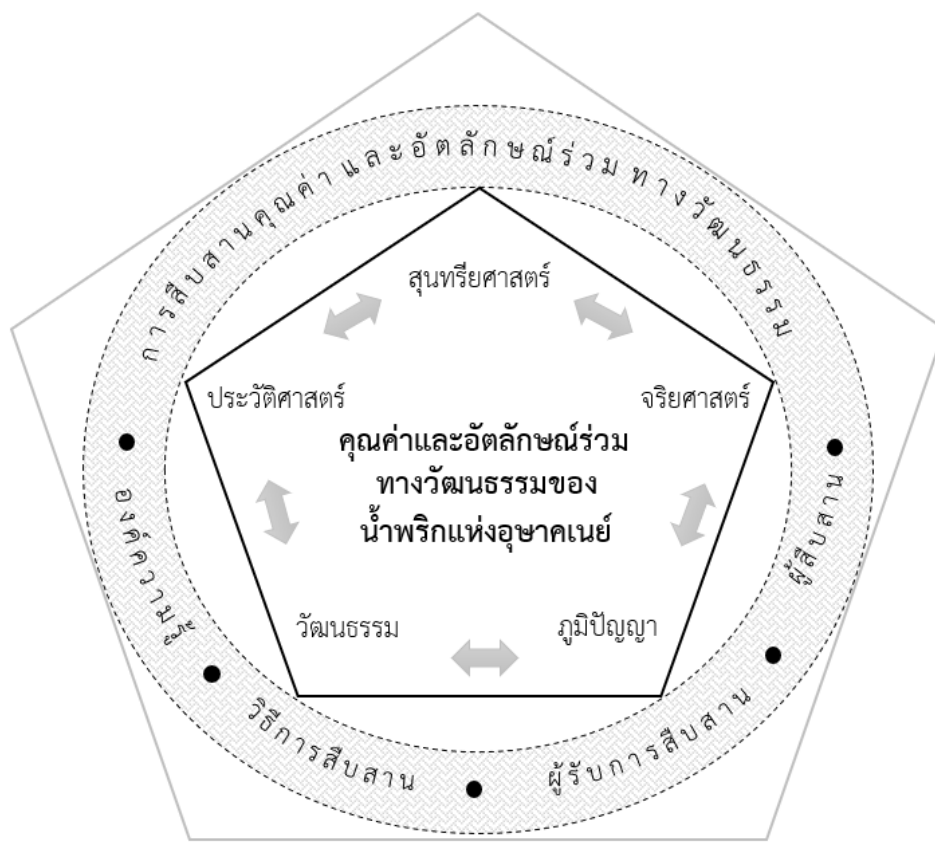 การสืบสานคุณค่า และอัตลักษณ์ร่วม ทางวัฒนธรรม
สุนทรียศาสตร์
ประวัติศาสตร์
จริยศาสตร์
คุณค่าและอัตลักษณ์ร่วม
ทางวัฒนธรรมของ
น้ำพริกแห่งอุษาคเนย์
วัฒนธรรม
ภูมิปัญญา
องค์ความรู้
วิธีการสืบสาน
ผู้รับการสืบสาน
ผู้สืบสาน